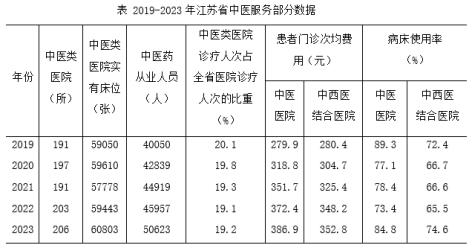 表 2019-2023 年江苏省中医服务部分数据
年份 中医类医院（所） 中医类医院实有床位（张） 中医药从业人员（人） 中医类医院诊疗人次占全省医院诊疗人次的比重（%） 患者门诊次均费用（元） 病床使用率（%）
中医医院 中西医结合医院 中医医院 中西医结合医院
2019 191 59050 40050 20.1 279.9 280.4 89.3 72.4
2020 197 59610 42839 19.8 318.8 304.7 77.1 66.7
2021 191 57778 44919 19.3 351.7 325.4 78.4 66.6
2022 203 59443 45957 19.1 372.4 348.2 73.4 65.5
2023 206 60803 50623 19.2 386.9 352.8 84.8 74.6